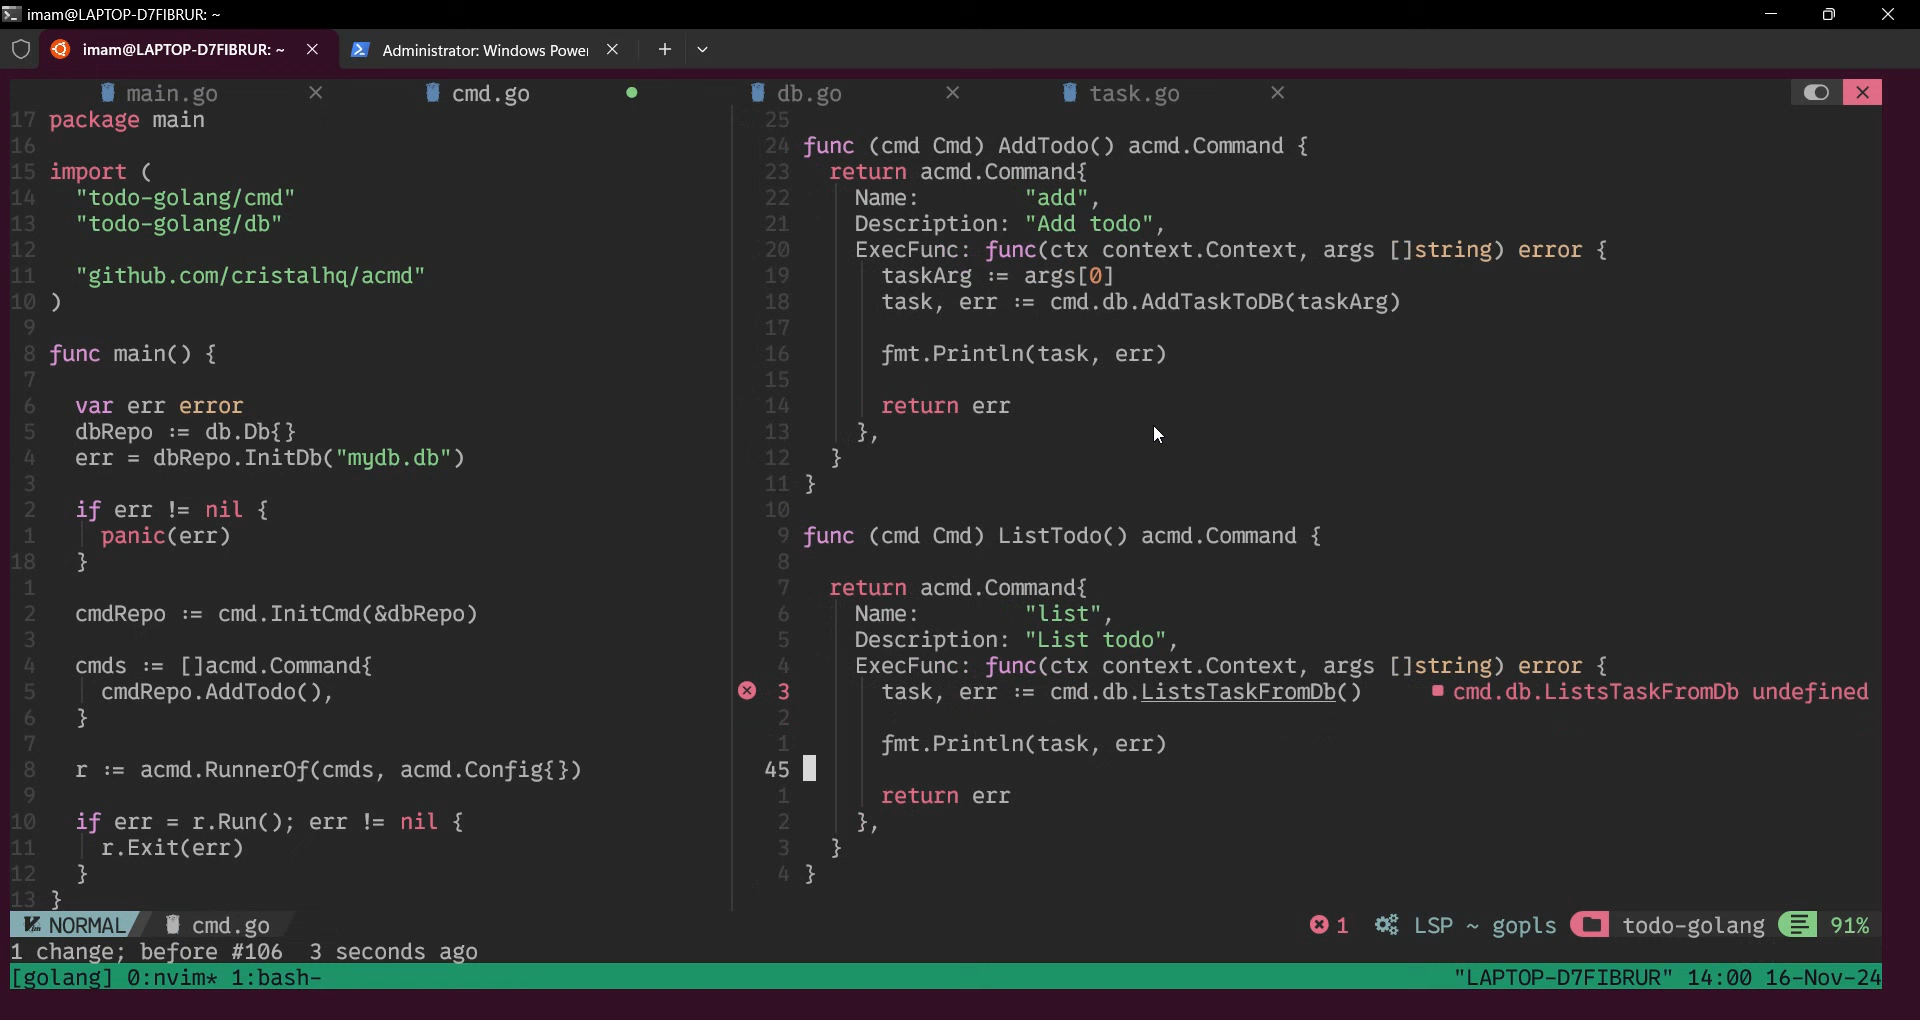 imam@LAPTOP-D7FIBRUR: ~
imam@LAPTOP-D7FIBRUR: ~
Administrator: Windows Power
main.go
cmd.go
db.go
task.go
17 package main
16
15 import (
14 "todo-golang/cmd"
13 "todo-golang/db"
12
11 "github.com/cristalhq/acmd"
10 )
9
8 func main() {
7
6 var err error
5 dbRepo := db.Db{}
4 err = dbRepo.InitDb("mydb.db")
3
2 if err != nil {
1 panic(err)
18 }
1
2 cmdRepo := cmd.InitCmd(&dbRepo)
3
4 cmds := []acmd.Command{
5 cmdRepo.AddTodo(),
6 }
7
8 r := acmd.RunnerOf(cmds, acmd.Config{})
9
10 if err = r.Run(); err != nil {
11 r.Exit(err)
12 }
13 }
25
24 func (cmd Cmd) AddTodo() acmd.Command {
23 return acmd.Command{
22 Name: "add",
21 Description: "Add todo",
20 ExecFunc: func(ctx context.Context, args []string) error {
19 taskArg := args[0]
18 task, err := cmd.db.AddTaskToDB(taskArg)
17
16 fmt.Println(task, err)
15
14 return err
13 },
12 }
11 }
10
9 func (cmd Cmd) ListTodo() acmd.Command {
8
7 return acmd.Command{
6 Name: "list",
5 Description: "List todo",
4 ExecFunc: func(ctx context.Context, args []string) error {
3 task, err := cmd.db.ListsTaskFromDb() ■ cmd.db.ListsTaskFromDb undefined
2
1 fmt.Println(task, err)
45
1 return err
2 },
3 }
4 }
NORMAL cmd.go 1 LSP ~ gopls todo-golang 91%
1 change; before #106 3 seconds ago
[golang] 0:nvim* 1:bash- "LAPTOP-D7FIBRUR" 14:00 16-Nov-24